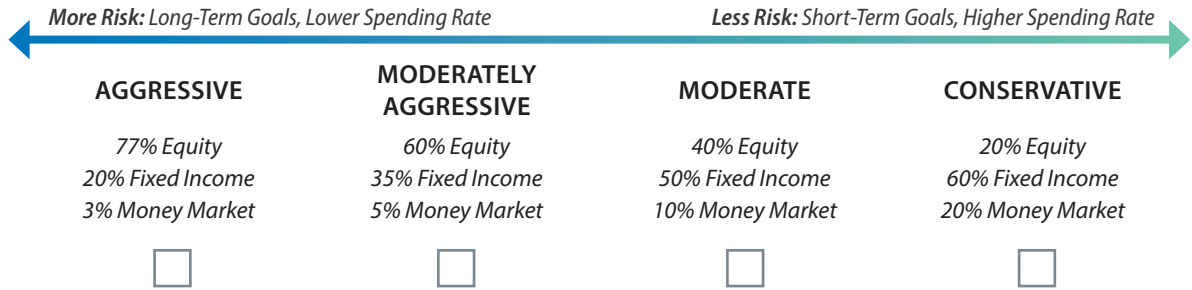 More Risk: Long-Term Goals, Lower Spending Rate
Less Risk: Short-Term Goals, Higher Spending Rate
AGGRESSIVE
77% Equity
20% Fixed Income
3% Money Market
MODERATELY
AGGRESSIVE
60% Equity
35% Fixed Income
5% Money Market
MODERATE
40% Equity
50% Fixed Income
10% Money Market
CONSERVATIVE
20% Equity
60% Fixed Income
20% Money Market